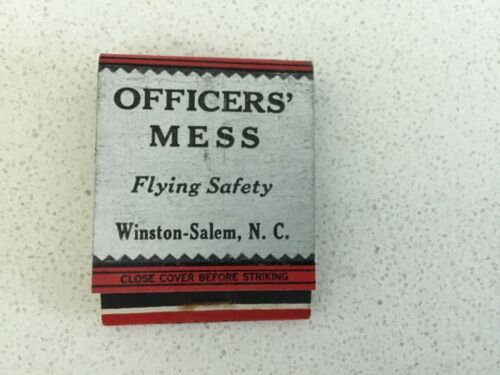 OFFICERS'
MESS
Flying Safety
Winston-Salem, N. C.
CLOSE COVER BEFORE STRIKING